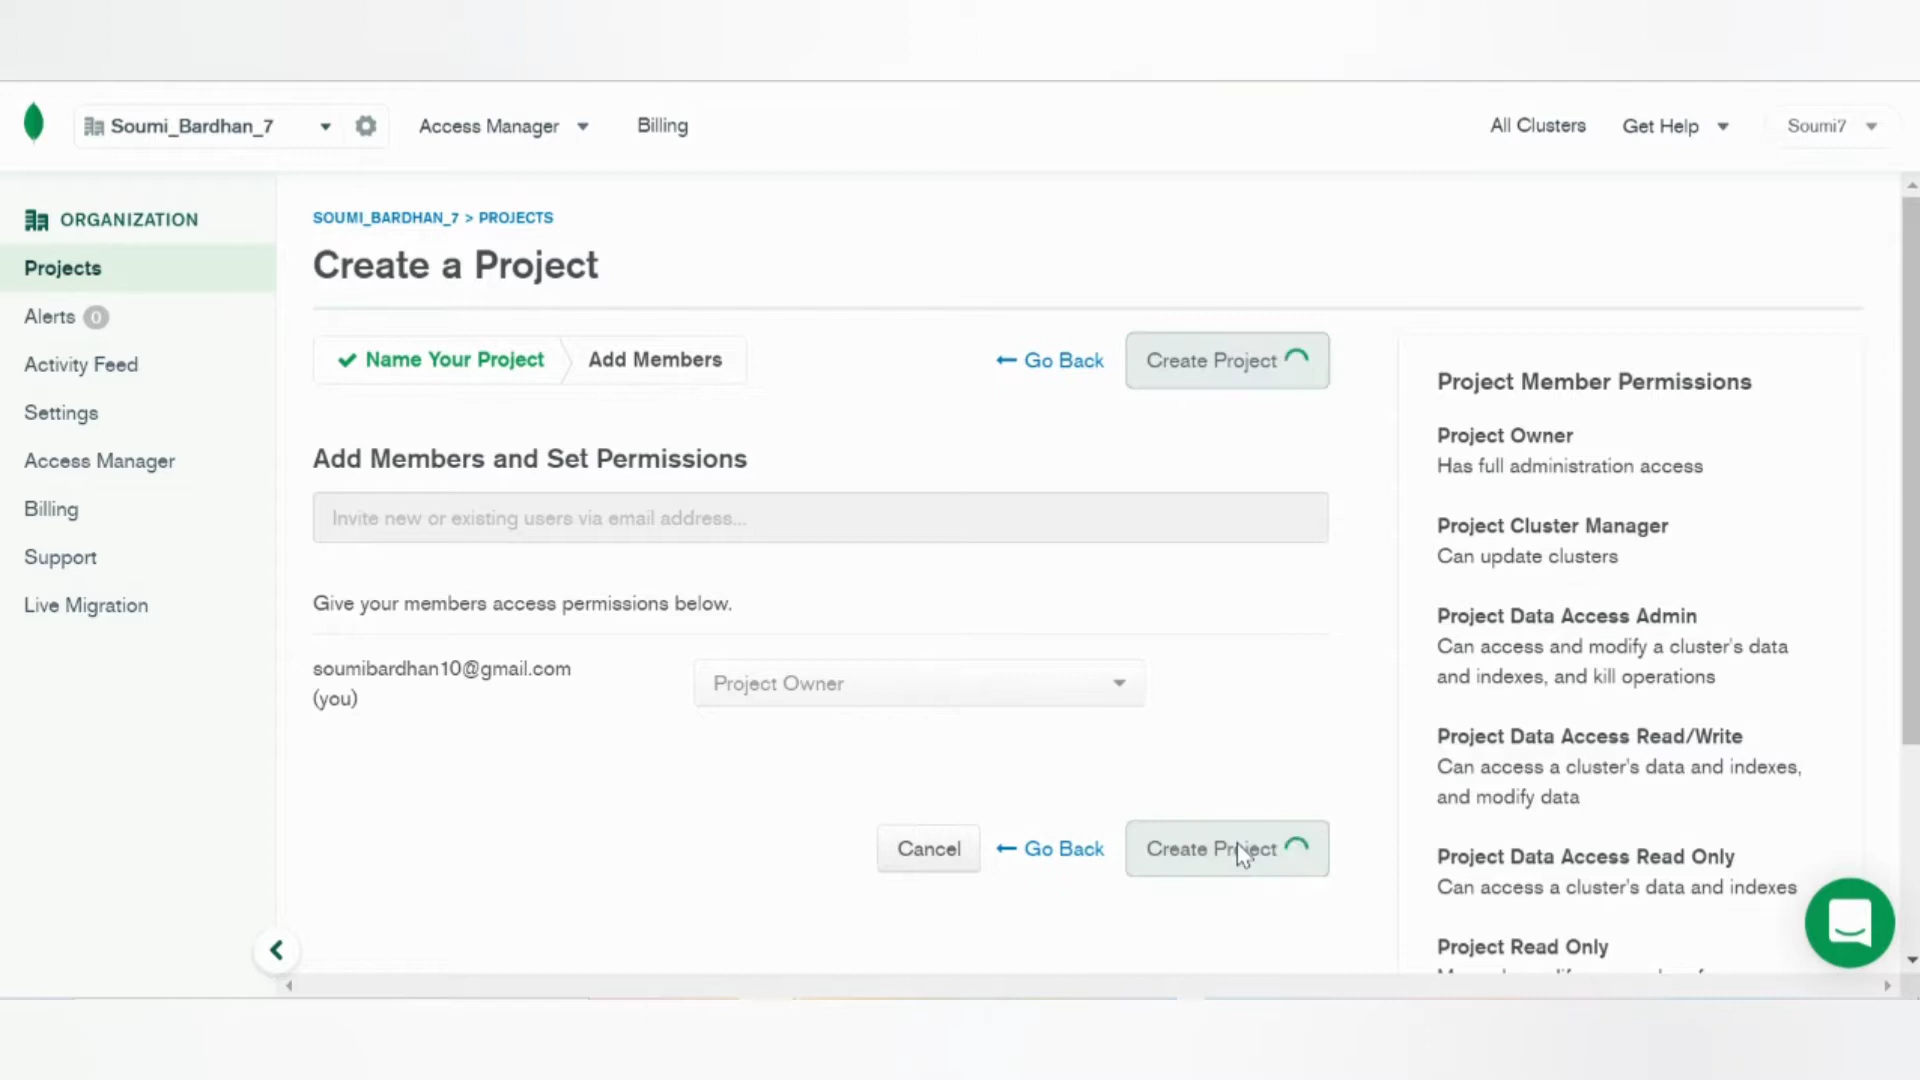 Soumi_Bardhan_7
Access Manager
Billing
All Clusters
Get Help
Soumi7
ORGANIZATION
Projects
Alerts 0
Activity Feed
Settings
Access Manager
Billing
Support
Live Migration
SOUMI_BARDHAN_7 > PROJECTS
Create a Project
Name Your Project
Add Members
Go Back
Create Project
Add Members and Set Permissions
Invite new or existing users via email address...
Give your members access permissions below.
soumibardhan10@gmail.com
(you)
Project Owner
Cancel
Go Back
Create Project
Project Member Permissions
Project Owner
Has full administration access
Project Cluster Manager
Can update clusters
Project Data Access Admin
Can access and modify a cluster's data
and indexes, and kill operations
Project Data Access Read/Write
Can access a cluster's data and indexes,
and modify data
Project Data Access Read Only
Can access a cluster's data and indexes
Project Read Only